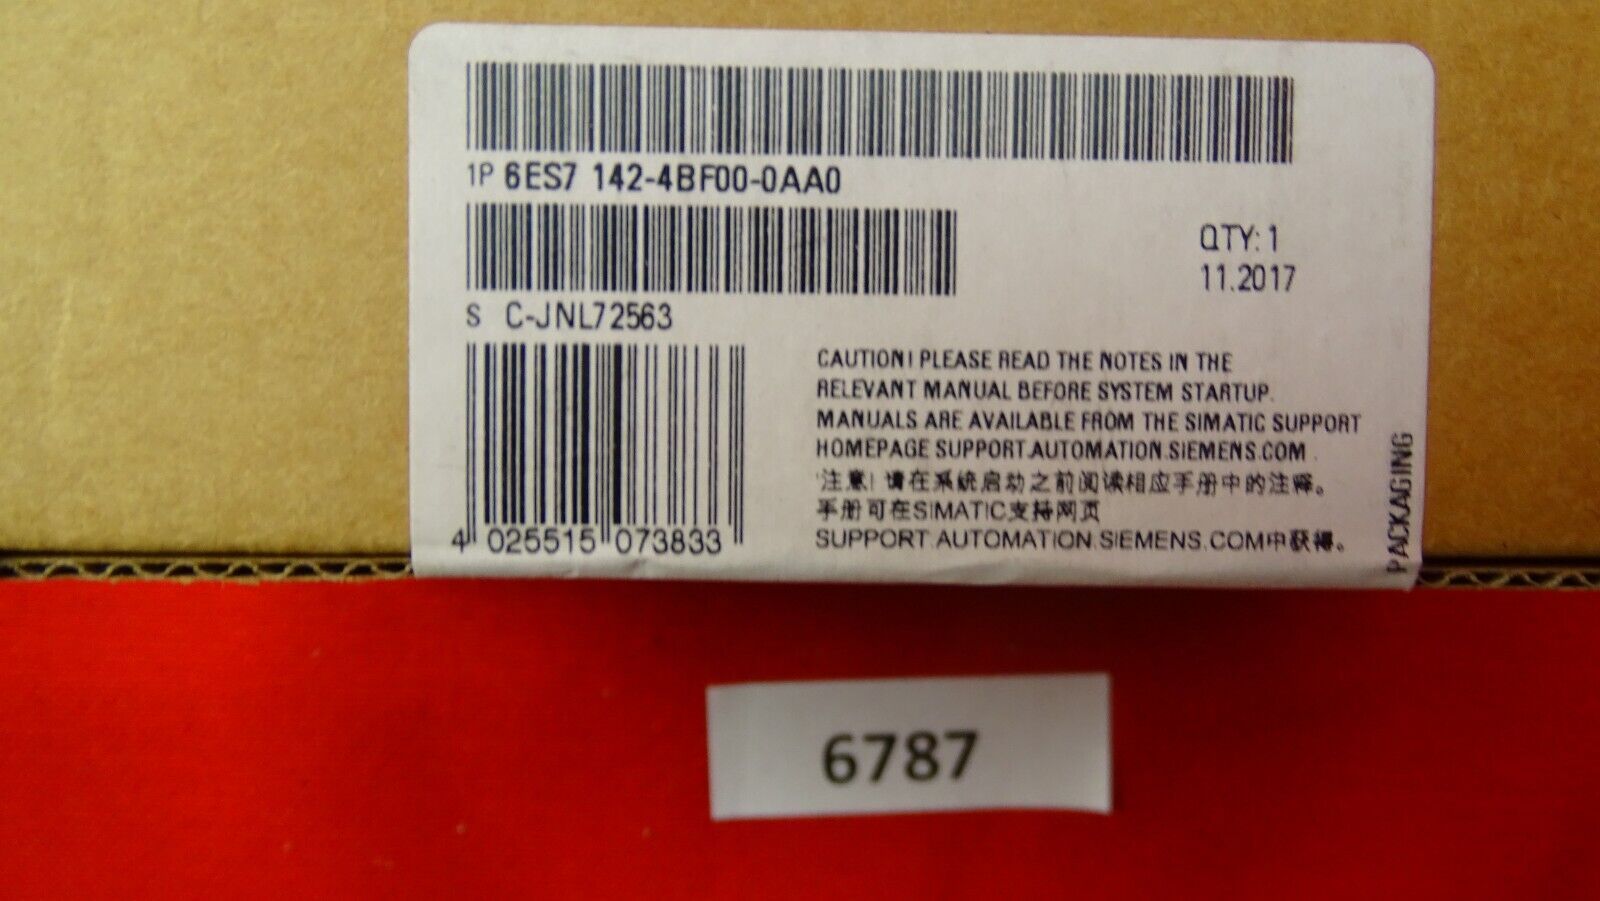 1P 6ES7 142-4BF00-0AA0
QTY: 1
11.2017
S C-JNL72563
CAUTION! PLEASE READ THE NOTES IN THE
RELEVANT MANUAL BEFORE SYSTEM STARTUP.
MANUALS ARE AVAILABLE FROM THE SIMATIC SUPPORT
HOMEPAGE SUPPORT.AUTOMATION.SIEMENS.COM.
注意! 请在系统启动之前阅读相应手册中的注释。
手册可在SIMATIC支持网页
SUPPORT.AUTOMATION.SIEMENS.COM中获得。
4 025515 073833
PACKAGING
6787